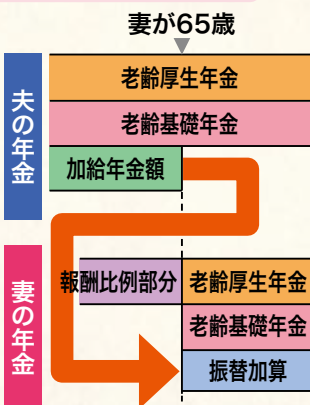 妻が65歳
夫の年金
老齢厚生年金
老齢基礎年金
加給年金額
妻の年金
報酬比例部分
老齢厚生年金
老齢基礎年金
振替加算